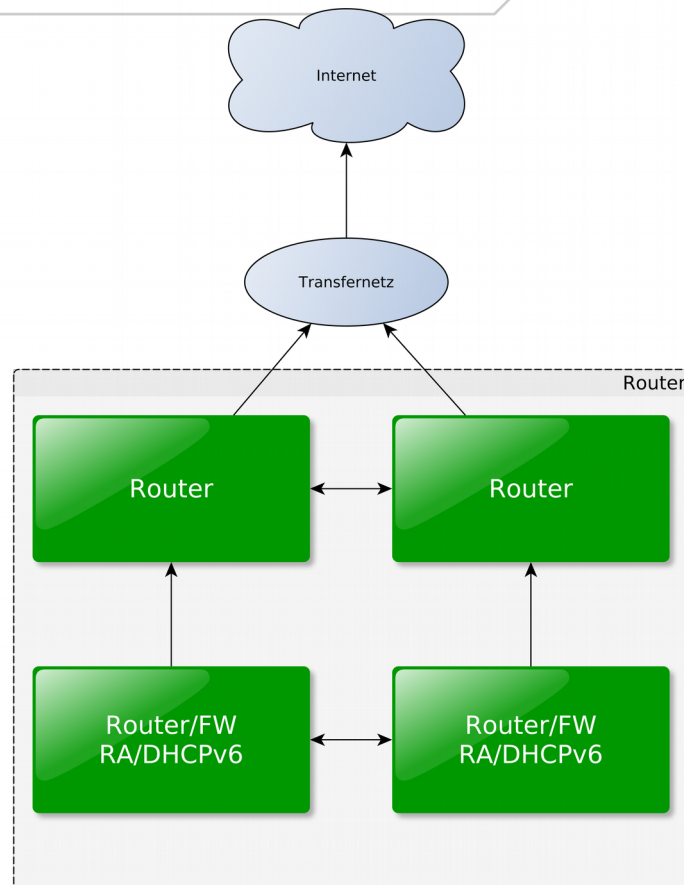 Internet
Transfernetz
Router
Router
Router
Router/FW
RA/DHCPv6
Router/FW
RA/DHCPv6